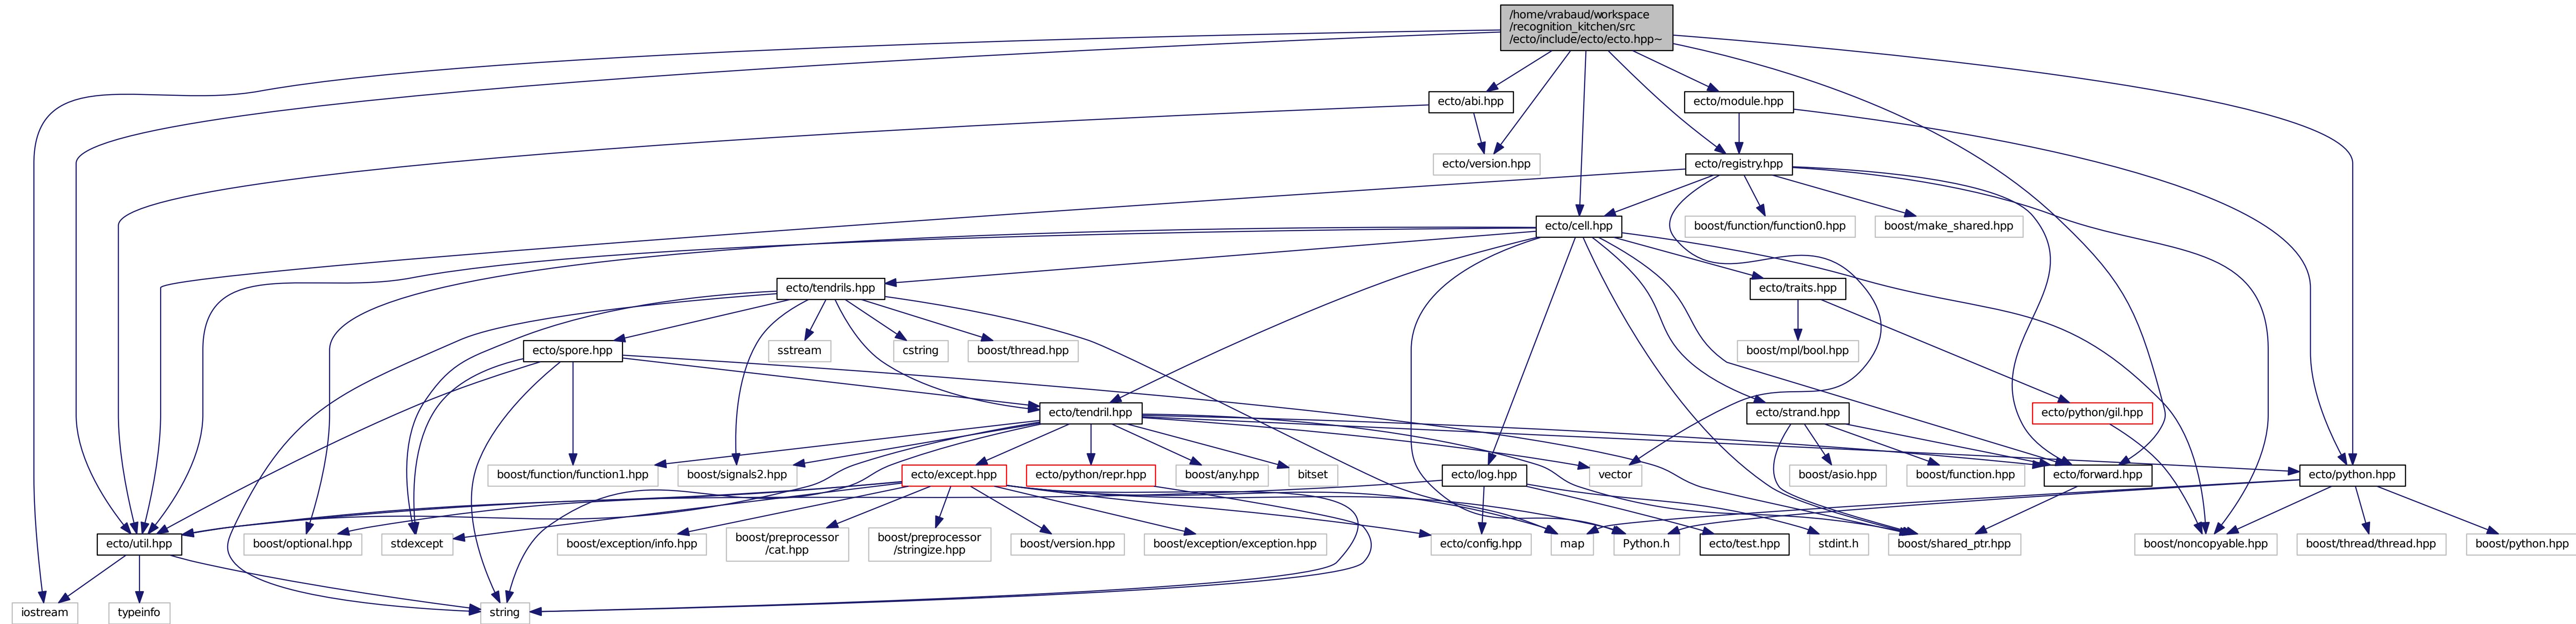 /home/vrabaud/workspace
/recognition_kitchen/src
/ecto/include/ecto/ecto.hpp~
ecto/abi.hpp
ecto/module.hpp
ecto/version.hpp
ecto/registry.hpp
ecto/cell.hpp
boost/function/function0.hpp
boost/make_shared.hpp
ecto/tendrils.hpp
ecto/traits.hpp
ecto/spore.hpp
sstream
cstring
boost/thread.hpp
boost/mpl/bool.hpp
ecto/tendril.hpp
ecto/strand.hpp
ecto/python/gil.hpp
boost/function/function1.hpp
boost/signals2.hpp
ecto/except.hpp
ecto/python/repr.hpp
boost/any.hpp
bitset
ecto/log.hpp
vector
boost/asio.hpp
boost/function.hpp
ecto/forward.hpp
ecto/python.hpp
ecto/util.hpp
boost/optional.hpp
stdexcept
boost/exception/info.hpp
boost/preprocessor
/cat.hpp
boost/preprocessor
/stringize.hpp
boost/version.hpp
boost/exception/exception.hpp
ecto/config.hpp
map
Python.h
ecto/test.hpp
stdint.h
boost/shared_ptr.hpp
boost/noncopyable.hpp
boost/thread/thread.hpp
boost/python.hpp
iostream
typeinfo
string